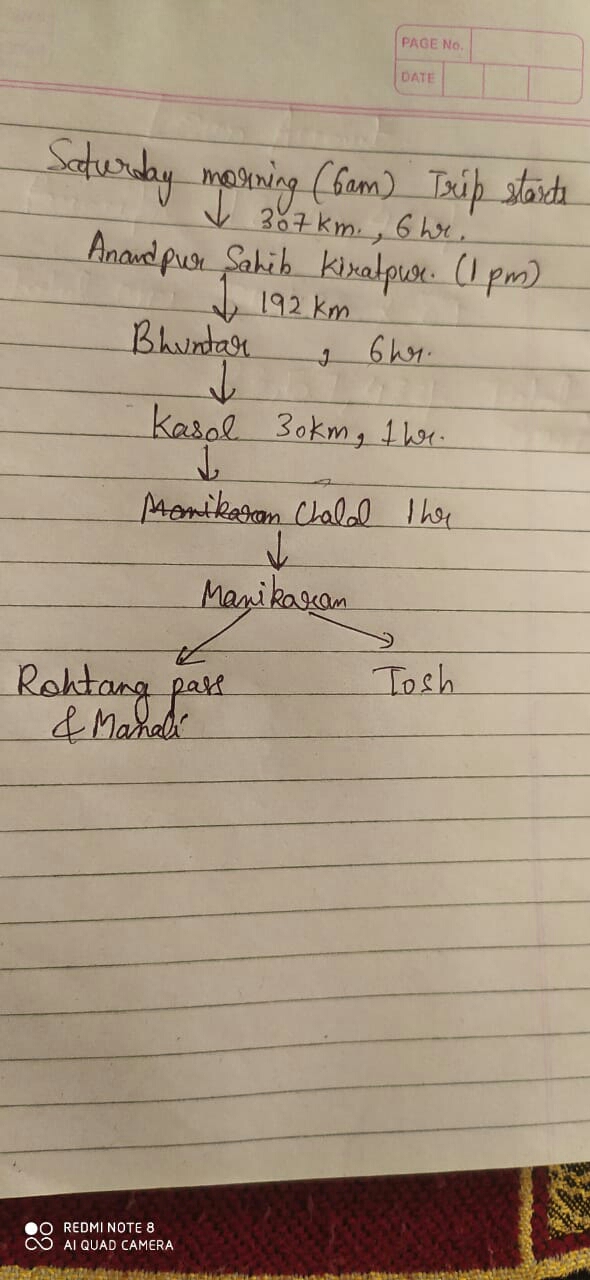 PAGE No.
DATE
Saturday morning (6am) Trip starts
↓ 307 km., 6 hr.
Anandpur Sahib Kiratpur. (1 pm)
↓ 192 km
Bhuntar , 6hr.
↓
Kasol 30km, 1 hr.
↓
Manikaran Chalal 1 hr
↓
Manikaran
Rohtang pass Tosh
& Manali
REDMI NOTE 8
AI QUAD CAMERA